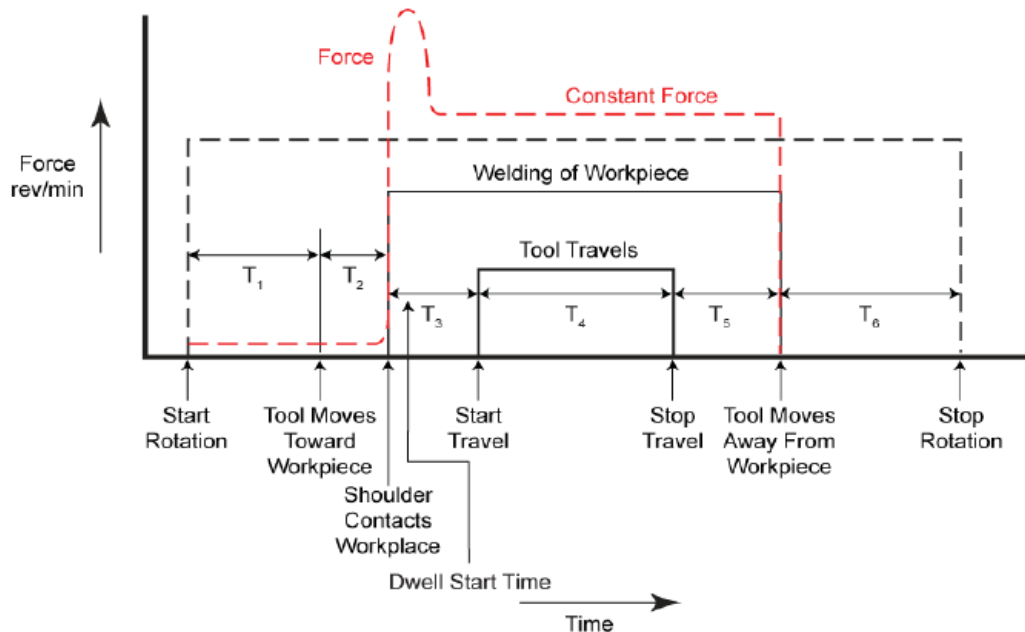 Force
Constant Force
Force
rev/min
Welding of Workpiece
Tool Travels
T1
T2
T3
T4
T5
T6
Start
Rotation
Tool Moves
Toward
Workpiece
Shoulder
Contacts
Workplace
Start
Travel
Stop
Travel
Tool Moves
Away From
Workpiece
Stop
Rotation
Dwell Start Time
Time